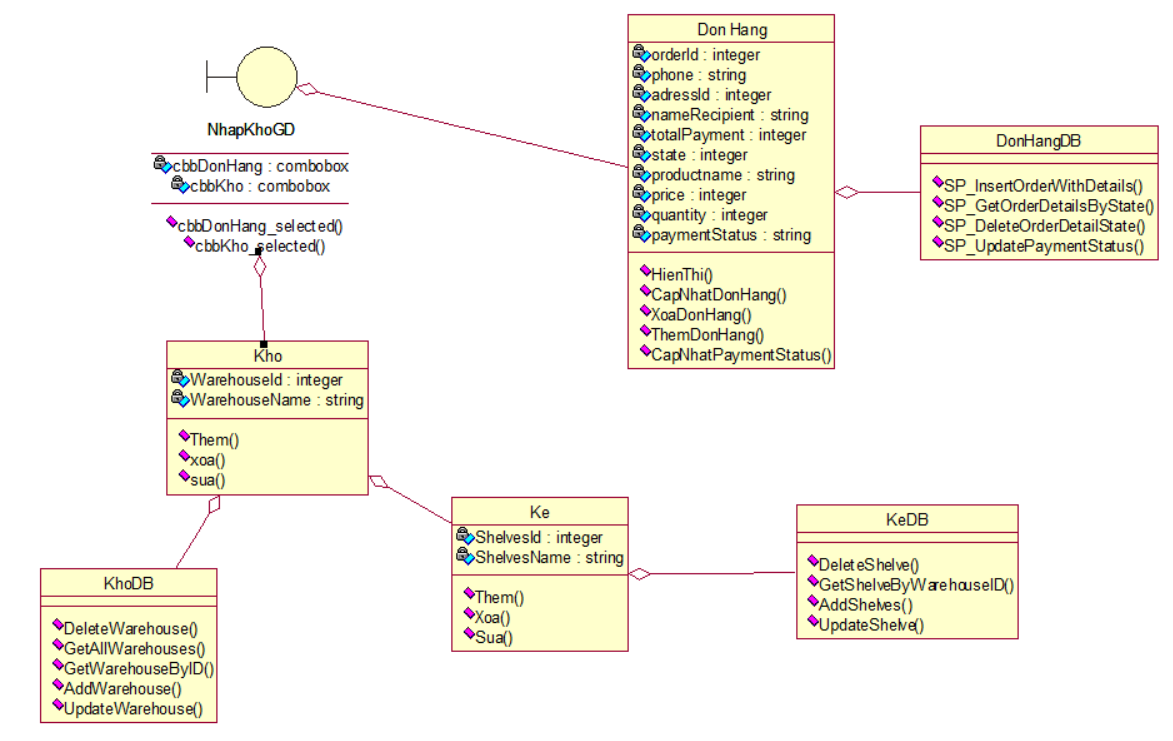 NhapKhoGD
cbbDonHang : combobox
cbbKho : combobox
cbbDonHang_selected()
cbbKho_selected()
Don Hang
orderId : integer
phone : string
adressId : integer
nameRecipient : string
totalPayment : integer
state : integer
productname : string
price : integer
quantity : integer
paymentStatus : string
HienThi()
CapNhatDonHang()
XoaDonHang()
ThemDonHang()
CapNhatPaymentStatus()
DonHangDB
SP_InsertOrderWithDetails()
SP_GetOrderDetailsByState()
SP_DeleteOrderDetailState()
SP_UpdatePaymentStatus()
Kho
WarehouseId : integer
WarehouseName : string
Them()
xoa()
sua()
KhoDB
DeleteWarehouse()
GetAllWarehouses()
GetWarehouseByID()
AddWarehouse()
UpdateWarehouse()
Ke
ShelvesId : integer
ShelvesName : string
Them()
Xoa()
Sua()
KeDB
DeleteShelve()
GetShelveByWarehouseID()
AddShelves()
UpdateShelve()